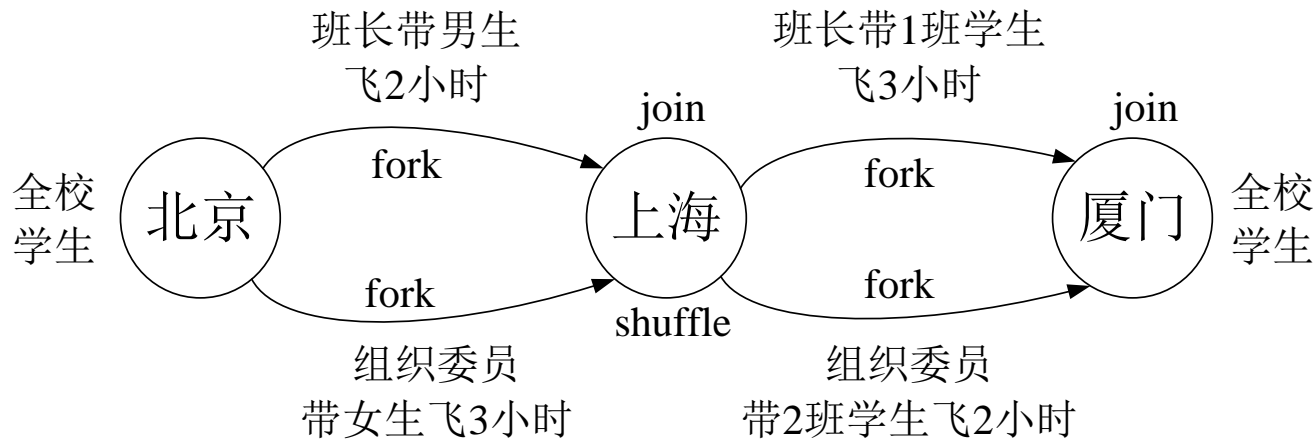 班长带男生
飞2小时
班长带1班学生
飞3小时
join
join
fork
fork
全校
学生
北京
上海
厦门
全校
学生
fork
fork
shuffle
组织委员
带女生飞3小时
组织委员
带2班学生飞2小时